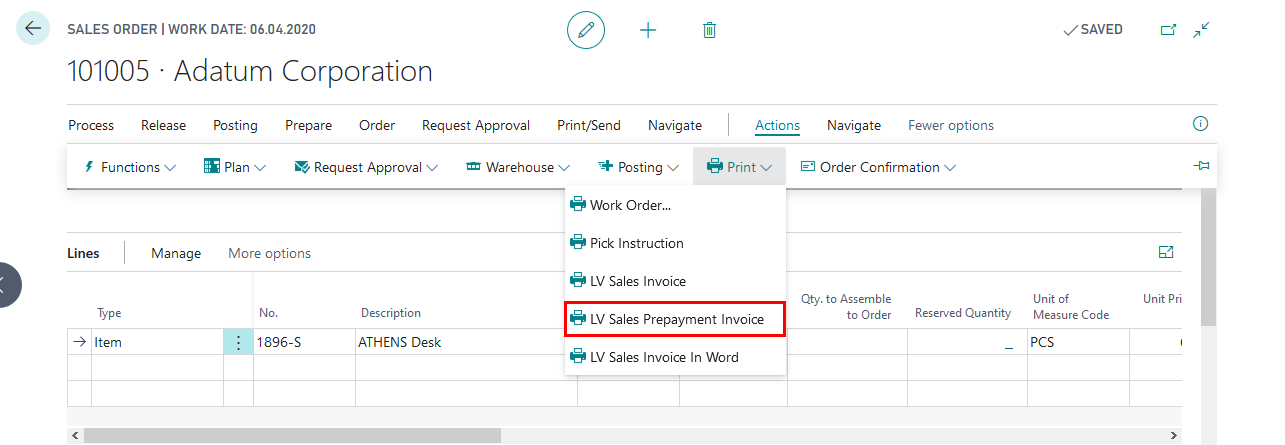 SALES ORDER | WORK DATE: 06.04.2020
SAVED
101005 · Adatum Corporation
Process Release Posting Prepare Order Request Approval Print/Send Navigate Actions Navigate Fewer options
Functions Plan Request Approval Warehouse Posting Print Order Confirmation
Work Order...
Pick Instruction
LV Sales Invoice
LV Sales Prepayment Invoice
LV Sales Invoice In Word
Lines Manage More options
Type No. Description Qty. to Assemble
to Order Reserved Quantity Unit of
Measure Code Unit Pri
Item 1896-S ATHENS Desk _ PCS